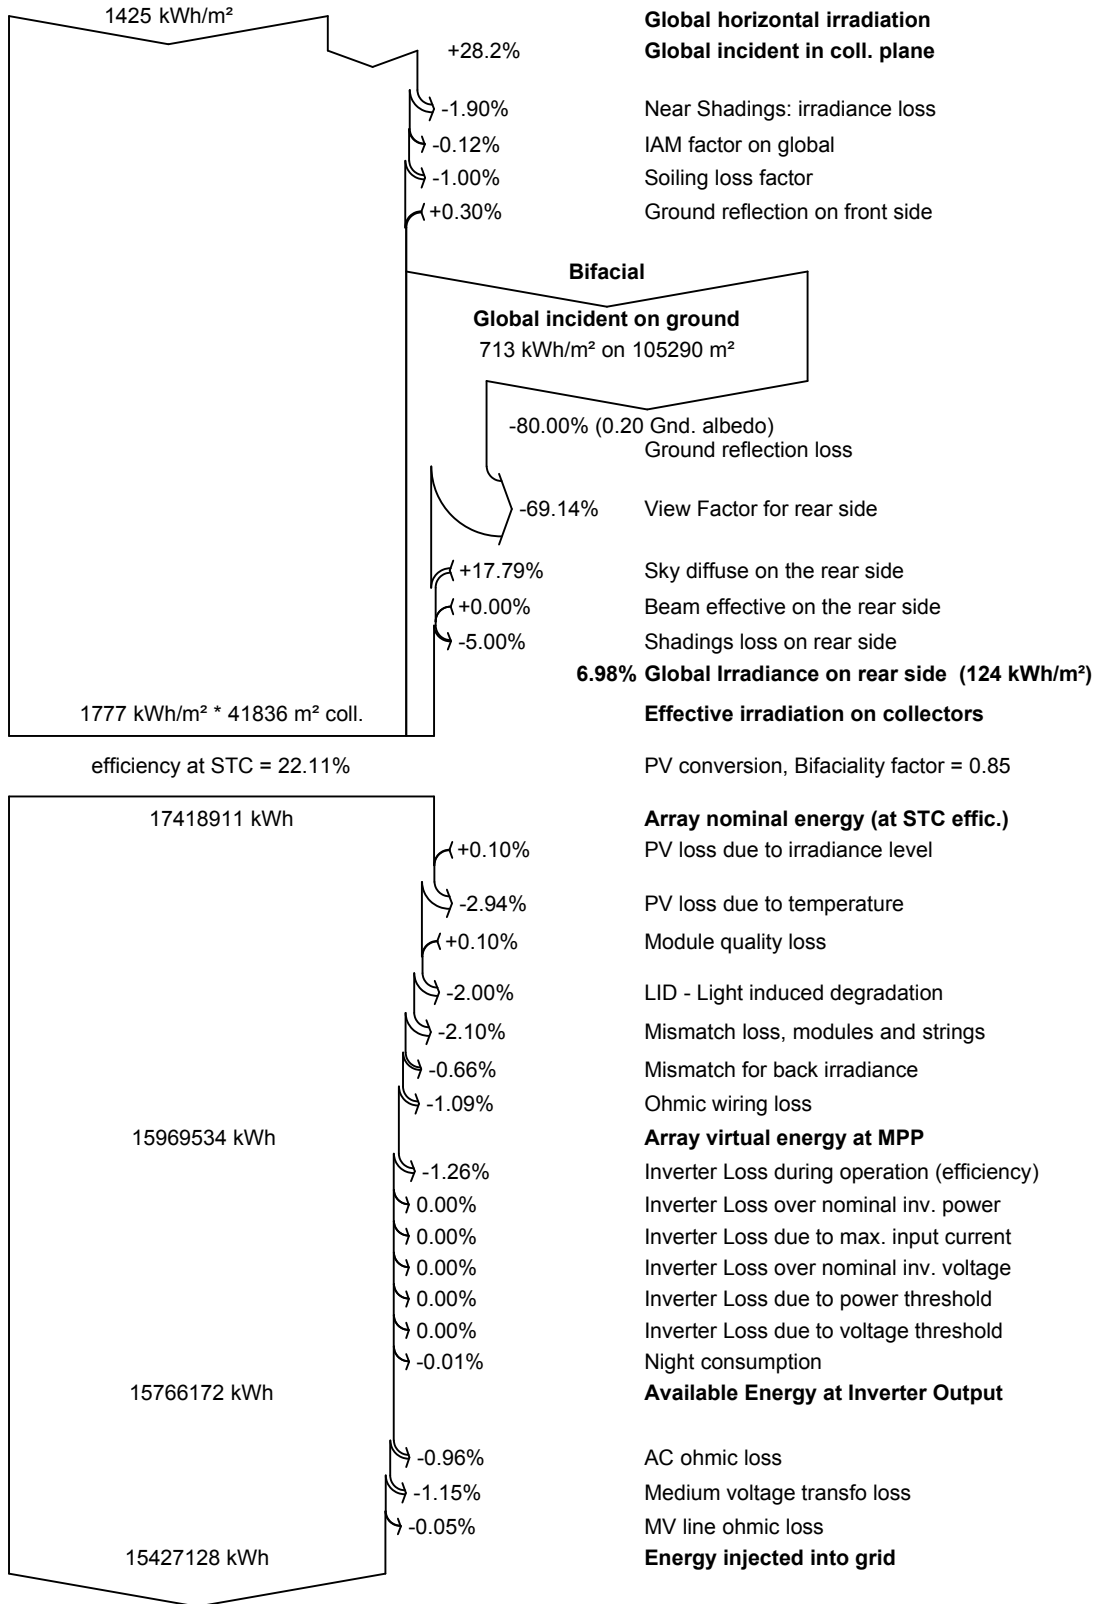 1425 kWh/m² Global horizontal irradiation
+28.2% Global incident in coll. plane
-1.90% Near Shadings: irradiance loss
-0.12% IAM factor on global
-1.00% Soiling loss factor
+0.30% Ground reflection on front side
Bifacial
Global incident on ground
713 kWh/m² on 105290 m²
-80.00% (0.20 Gnd. albedo)
Ground reflection loss
-69.14% View Factor for rear side
+17.79% Sky diffuse on the rear side
+0.00% Beam effective on the rear side
-5.00% Shadings loss on rear side
6.98% Global Irradiance on rear side (124 kWh/m²)
1777 kWh/m² * 41836 m² coll. Effective irradiation on collectors
efficiency at STC = 22.11% PV conversion, Bifaciality factor = 0.85
17418911 kWh Array nominal energy (at STC effic.)
+0.10% PV loss due to irradiance level
-2.94% PV loss due to temperature
+0.10% Module quality loss
-2.00% LID - Light induced degradation
-2.10% Mismatch loss, modules and strings
-0.66% Mismatch for back irradiance
-1.09% Ohmic wiring loss
15969534 kWh Array virtual energy at MPP
-1.26% Inverter Loss during operation (efficiency)
0.00% Inverter Loss over nominal inv. power
0.00% Inverter Loss due to max. input current
0.00% Inverter Loss over nominal inv. voltage
0.00% Inverter Loss due to power threshold
0.00% Inverter Loss due to voltage threshold
-0.01% Night consumption
15766172 kWh Available Energy at Inverter Output
-0.96% AC ohmic loss
-1.15% Medium voltage transfo loss
-0.05% MV line ohmic loss
15427128 kWh Energy injected into grid